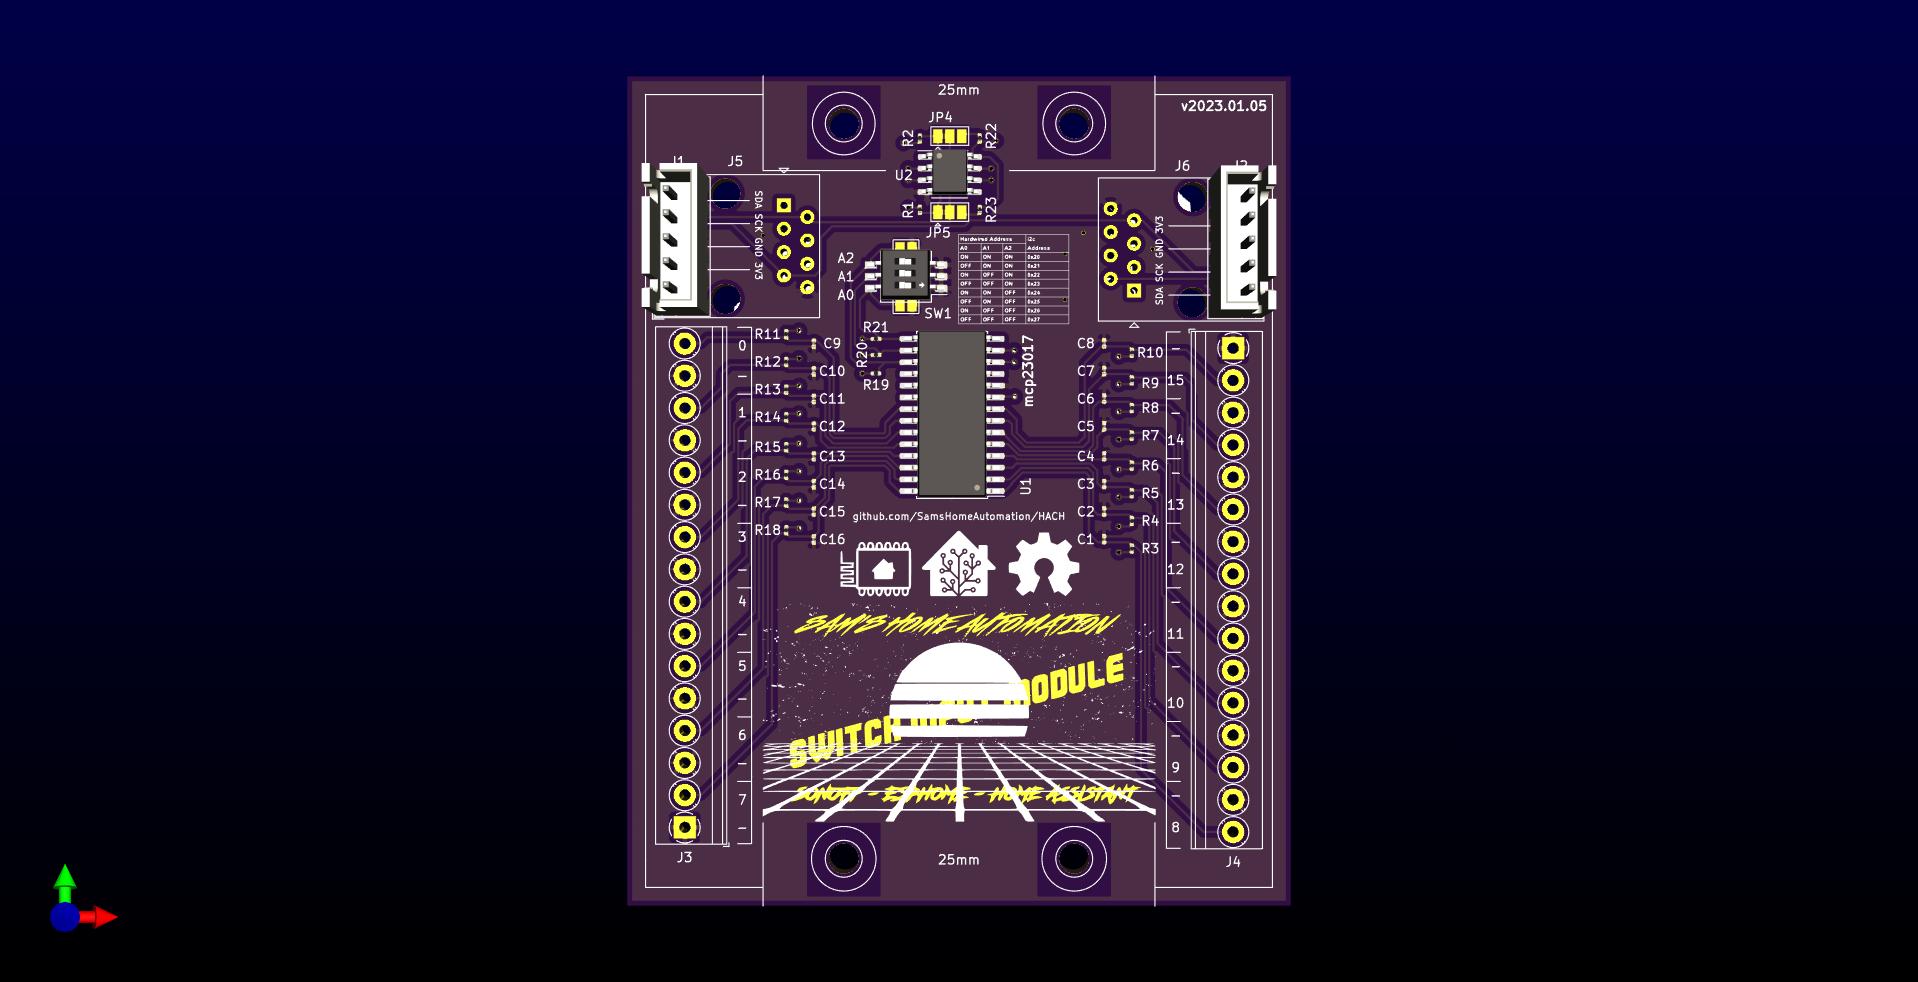 25mm
v2023.01.05
JP4
R2
R22
U2
J1
J5
J6
J2
R1
R23
JP5
SDA SCK GND 3V3
SDA SCK GND 3V3
A2
A1
A0
SW1
Hardwired Address i2c
A0 A1 A2 Address
ON ON ON 0x20
OFF ON ON 0x21
ON OFF ON 0x22
OFF OFF ON 0x23
ON ON OFF 0x24
OFF ON OFF 0x25
ON OFF OFF 0x26
OFF OFF OFF 0x27
R21
R20
R19
mcp23017
U1
R11 C9
R12 C10
R13 C11
R14 C12
R15 C13
R16 C14
R17 C15
R18 C16
C8 R10
C7 R9
C6 R8
C5 R7
C4 R6
C3 R5
C2 R4
C1 R3
0
1
2
3
4
5
6
7
15
14
13
12
11
10
9
8
github.com/SamsHomeAutomation/HACH
SAM'S HOME AUTOMATION
SWITCH INPUT MODULE
SONOFF - ESPHOME - HOME ASSISTANT
J3
25mm
J4